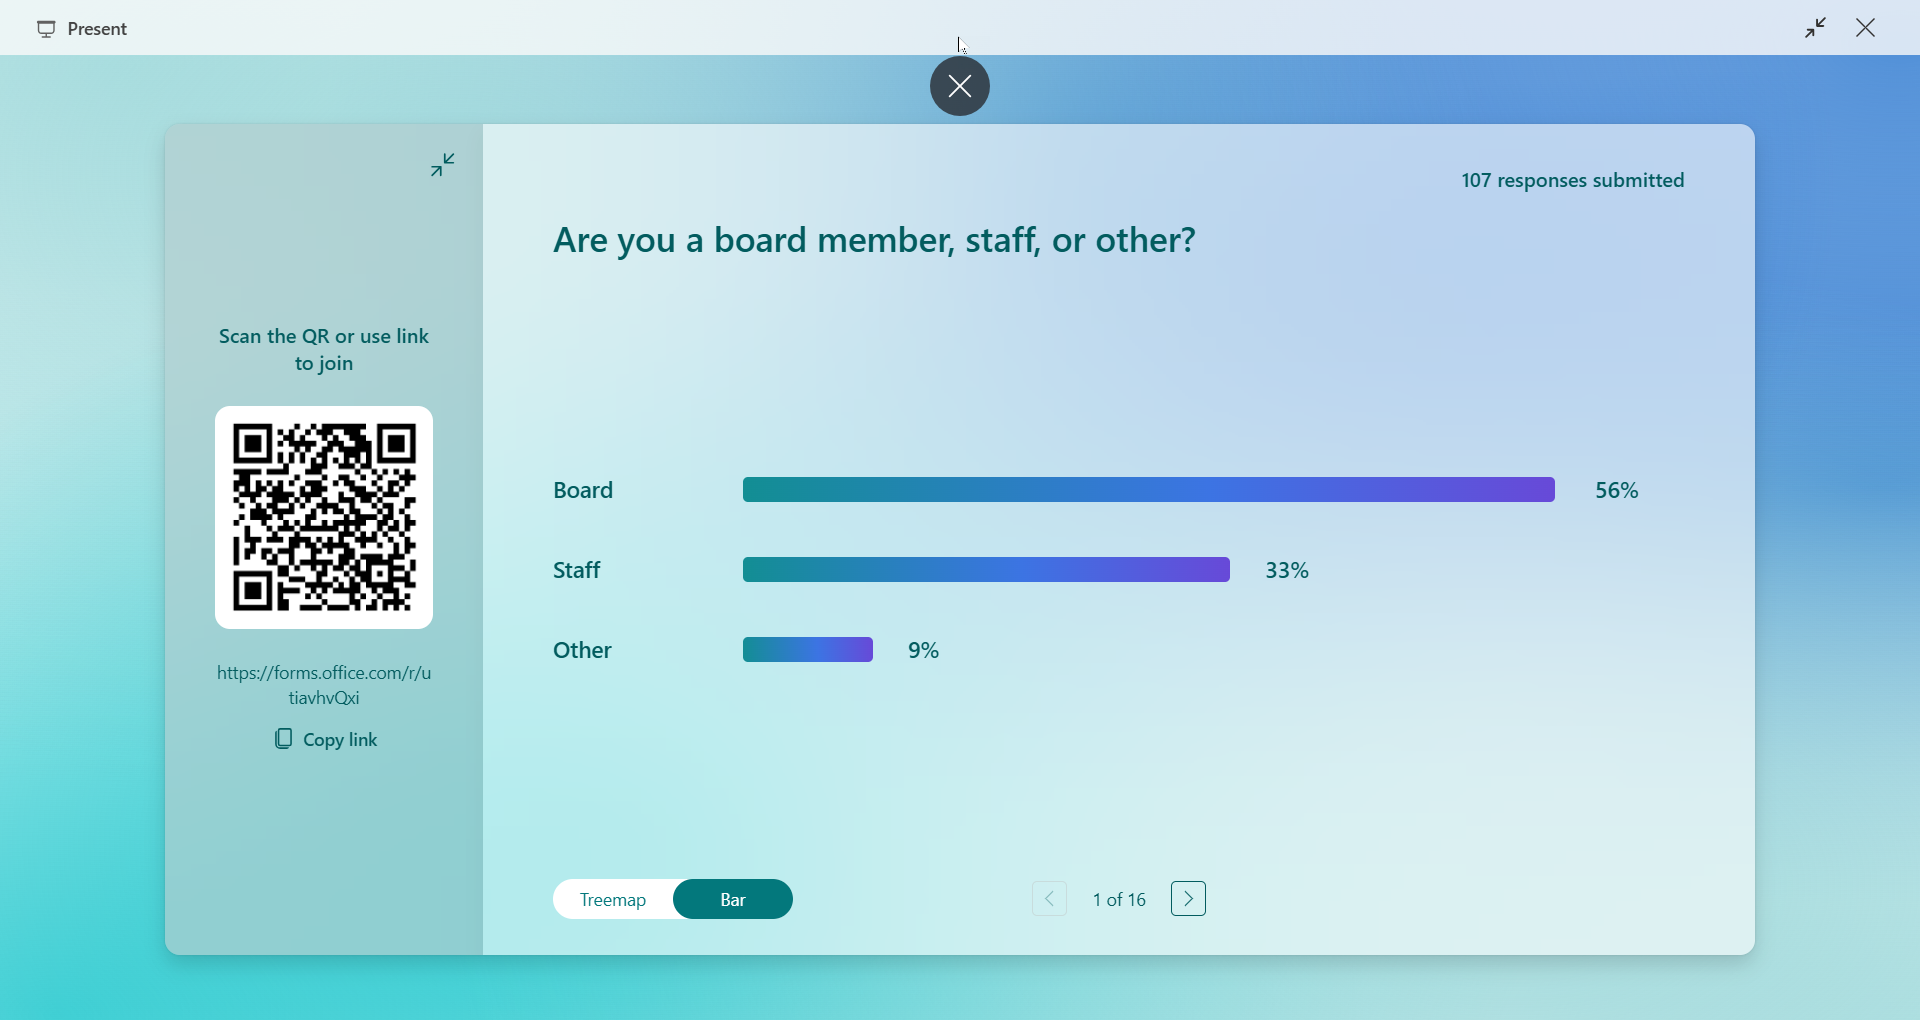 Present
107 responses submitted
Are you a board member, staff, or other?
Scan the QR or use link
to join
https://forms.office.com/r/u
tiavhvQxi
Copy link
Board 56%
Staff 33%
Other 9%
Treemap Bar
1 of 16